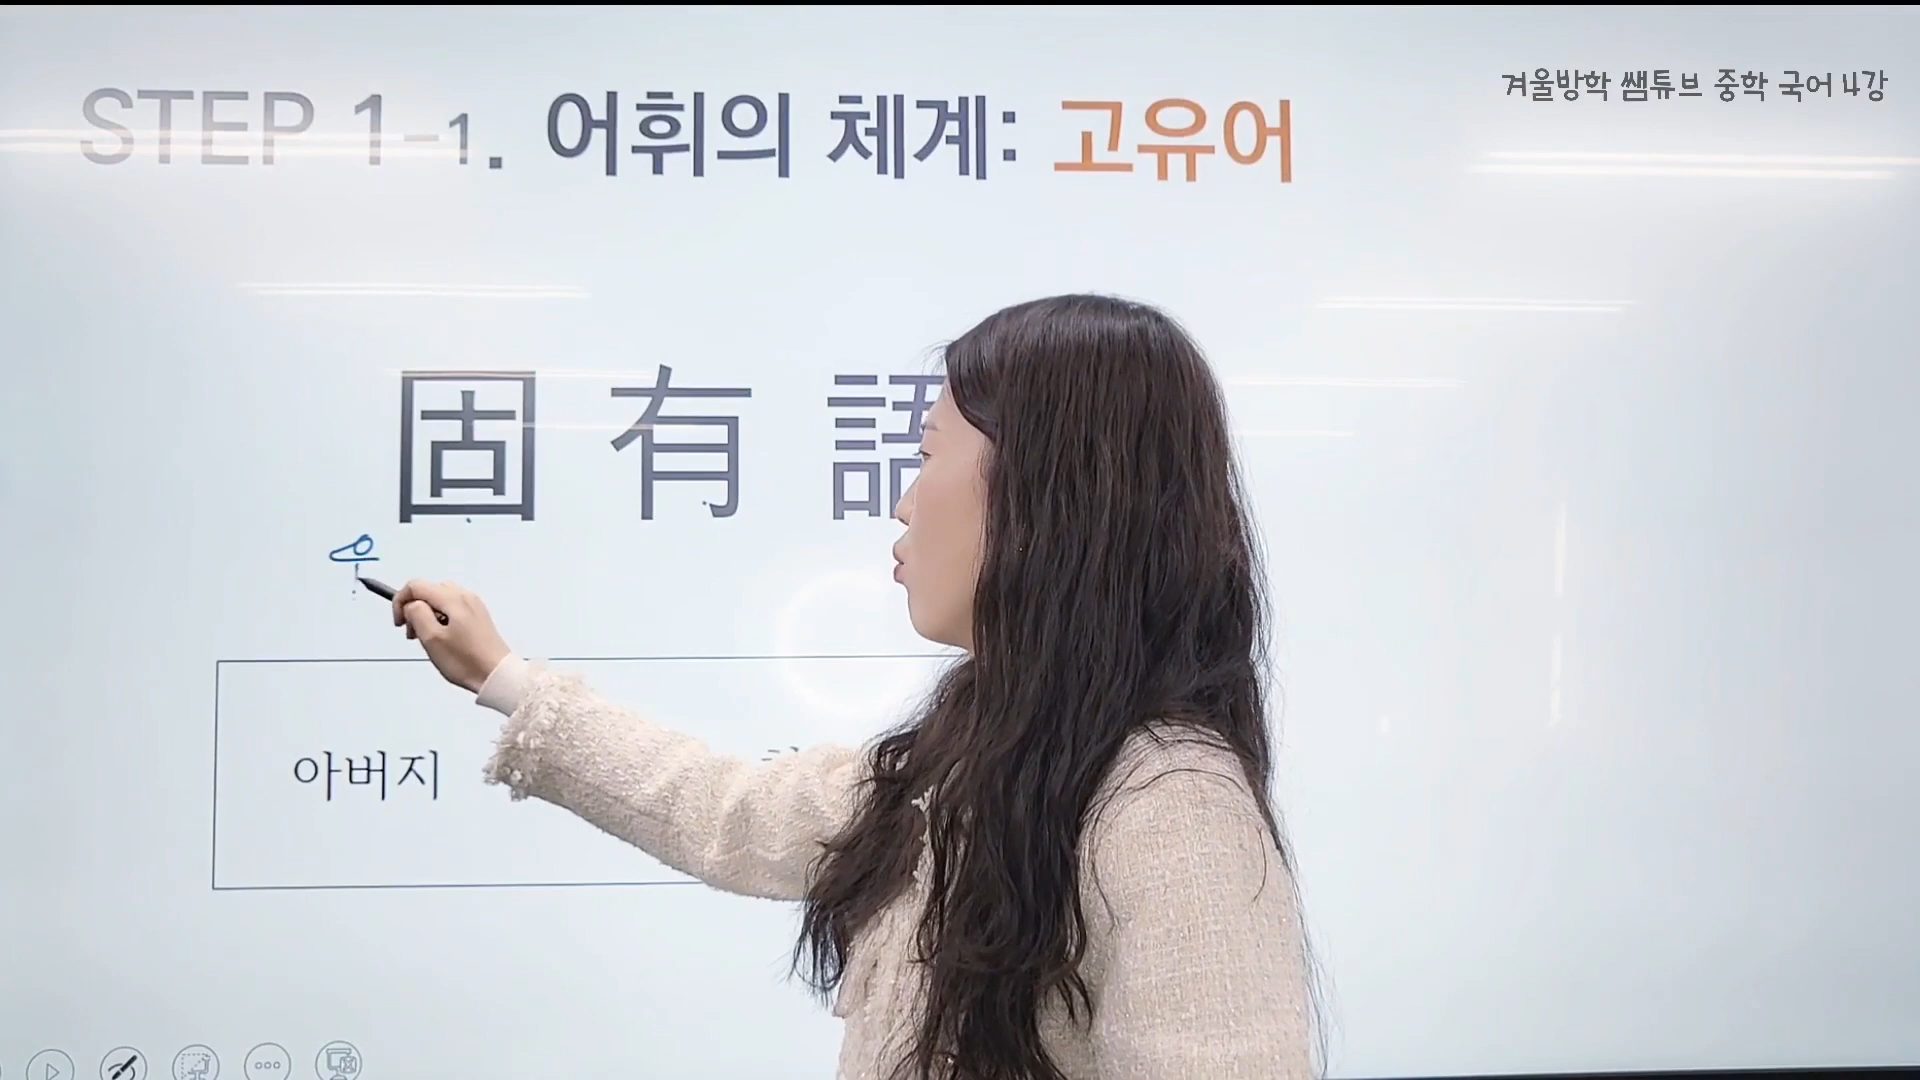 겨울방학 쌤튜브 중학 국어 4강
STEP 1-1. 어휘의 체계: 고유어
固有語
우
아버지